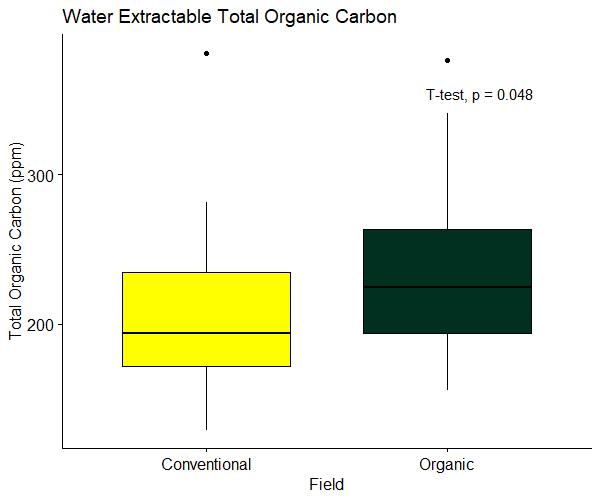 Water Extractable Total Organic Carbon
T-test, p = 0.048
Total Organic Carbon (ppm)
300
200
Conventional
Organic
Field